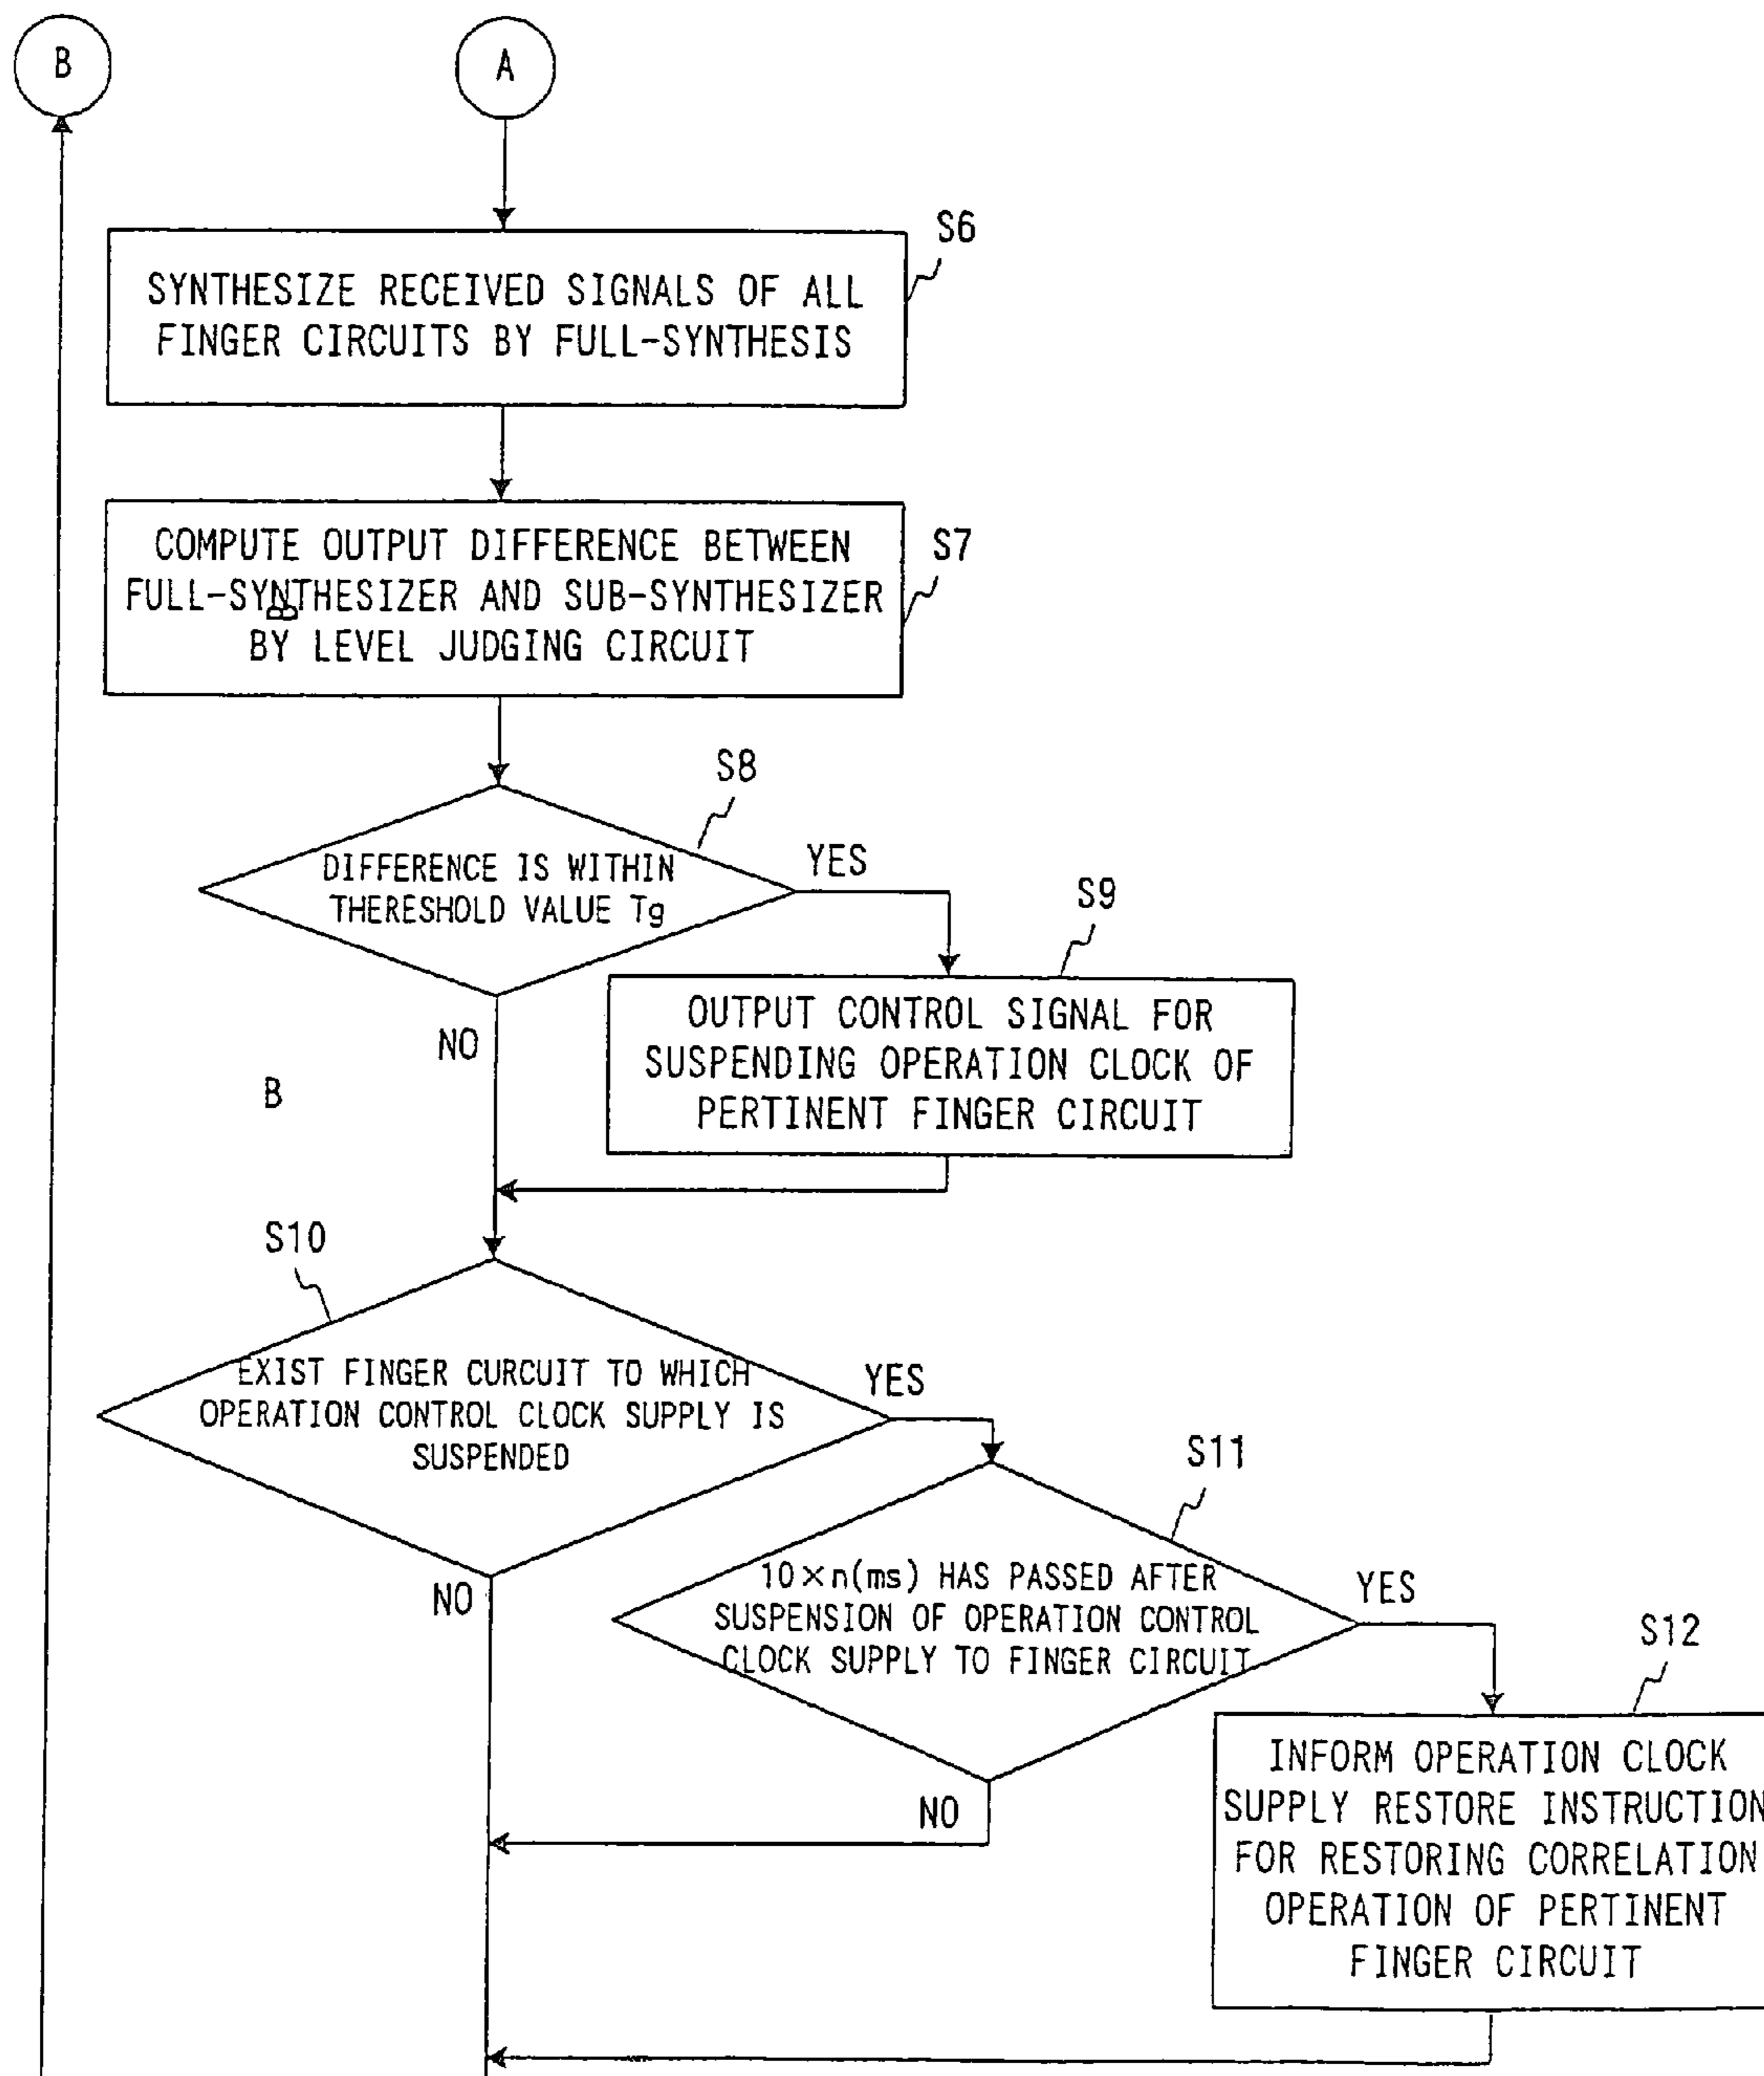 B
A
S6
SYNTHESIZE RECEIVED SIGNALS OF ALL
FINGER CIRCUITS BY FULL-SYNTHESIS
S7
COMPUTE OUTPUT DIFFERENCE BETWEEN
FULL-SYNTHESIZER AND SUB-SYNTHESIZER
BY LEVEL JUDGING CIRCUIT
S8
DIFFERENCE IS WITHIN
THERESHOLD VALUE Tg
YES
NO
S9
OUTPUT CONTROL SIGNAL FOR
SUSPENDING OPERATION CLOCK OF
PERTINENT FINGER CIRCUIT
B
S10
EXIST FINGER CURCUIT TO WHICH
OPERATION CONTROL CLOCK SUPPLY IS
SUSPENDED
YES
NO
S11
10×n(ms) HAS PASSED AFTER
SUSPENSION OF OPERATION CONTROL
CLOCK SUPPLY TO FINGER CIRCUIT
YES
NO
S12
INFORM OPERATION CLOCK
SUPPLY RESTORE INSTRUCTION
FOR RESTORING CORRELATION
OPERATION OF PERTINENT
FINGER CIRCUIT